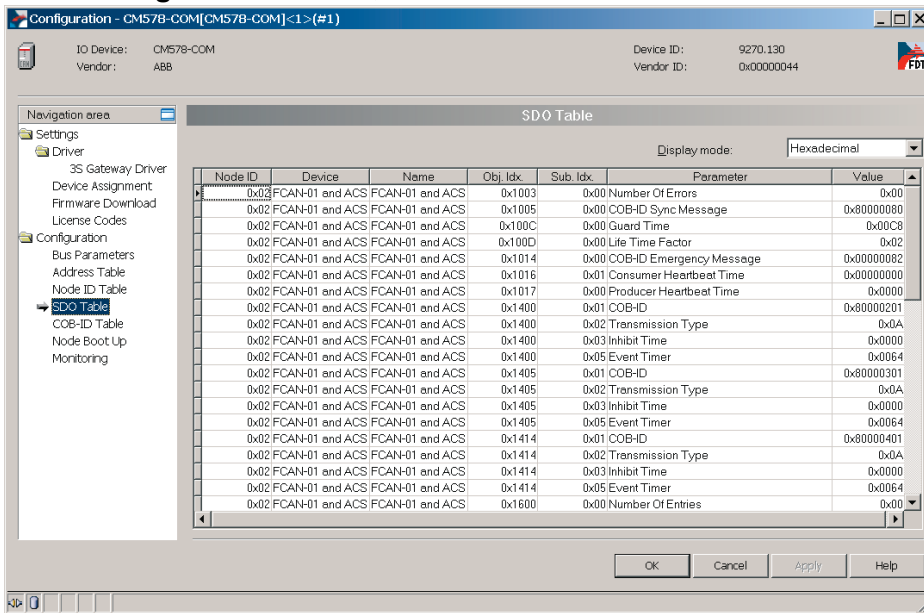 Configuration - CM578-COM[CM578-COM]<1>(#1)
IO Device: CM578-COM Device ID: 9270.130
Vendor: ABB Vendor ID: 0x00000044
FDT
Navigation area
Settings
Driver
3S Gateway Driver
Device Assignment
Firmware Download
License Codes
Configuration
Bus Parameters
Address Table
Node ID Table
SDO Table
COB-ID Table
Node Boot Up
Monitoring
SDO Table
Display mode: Hexadecimal
Node ID Device Name Obj. Idx. Sub. Idx. Parameter Value
0x02 FCAN-01 and ACS FCAN-01 and ACS 0x1003 0x00 Number Of Errors 0x00
0x02 FCAN-01 and ACS FCAN-01 and ACS 0x1005 0x00 COB-ID Sync Message 0x80000080
0x02 FCAN-01 and ACS FCAN-01 and ACS 0x100C 0x00 Guard Time 0x00C8
0x02 FCAN-01 and ACS FCAN-01 and ACS 0x100D 0x00 Life Time Factor 0x02
0x02 FCAN-01 and ACS FCAN-01 and ACS 0x1014 0x00 COB-ID Emergency Message 0x00000082
0x02 FCAN-01 and ACS FCAN-01 and ACS 0x1016 0x01 Consumer Heartbeat Time 0x00000000
0x02 FCAN-01 and ACS FCAN-01 and ACS 0x1017 0x00 Producer Heartbeat Time 0x0000
0x02 FCAN-01 and ACS FCAN-01 and ACS 0x1400 0x01 COB-ID 0x80000201
0x02 FCAN-01 and ACS FCAN-01 and ACS 0x1400 0x02 Transmission Type 0x0A
0x02 FCAN-01 and ACS FCAN-01 and ACS 0x1400 0x03 Inhibit Time 0x0000
0x02 FCAN-01 and ACS FCAN-01 and ACS 0x1400 0x05 Event Timer 0x0064
0x02 FCAN-01 and ACS FCAN-01 and ACS 0x1405 0x01 COB-ID 0x80000301
0x02 FCAN-01 and ACS FCAN-01 and ACS 0x1405 0x02 Transmission Type 0x0A
0x02 FCAN-01 and ACS FCAN-01 and ACS 0x1405 0x03 Inhibit Time 0x0000
0x02 FCAN-01 and ACS FCAN-01 and ACS 0x1405 0x05 Event Timer 0x0064
0x02 FCAN-01 and ACS FCAN-01 and ACS 0x1414 0x01 COB-ID 0x80000401
0x02 FCAN-01 and ACS FCAN-01 and ACS 0x1414 0x02 Transmission Type 0x0A
0x02 FCAN-01 and ACS FCAN-01 and ACS 0x1414 0x03 Inhibit Time 0x0000
0x02 FCAN-01 and ACS FCAN-01 and ACS 0x1414 0x05 Event Timer 0x0064
0x02 FCAN-01 and ACS FCAN-01 and ACS 0x1600 0x00 Number Of Entries 0x00
OK Cancel Apply Help